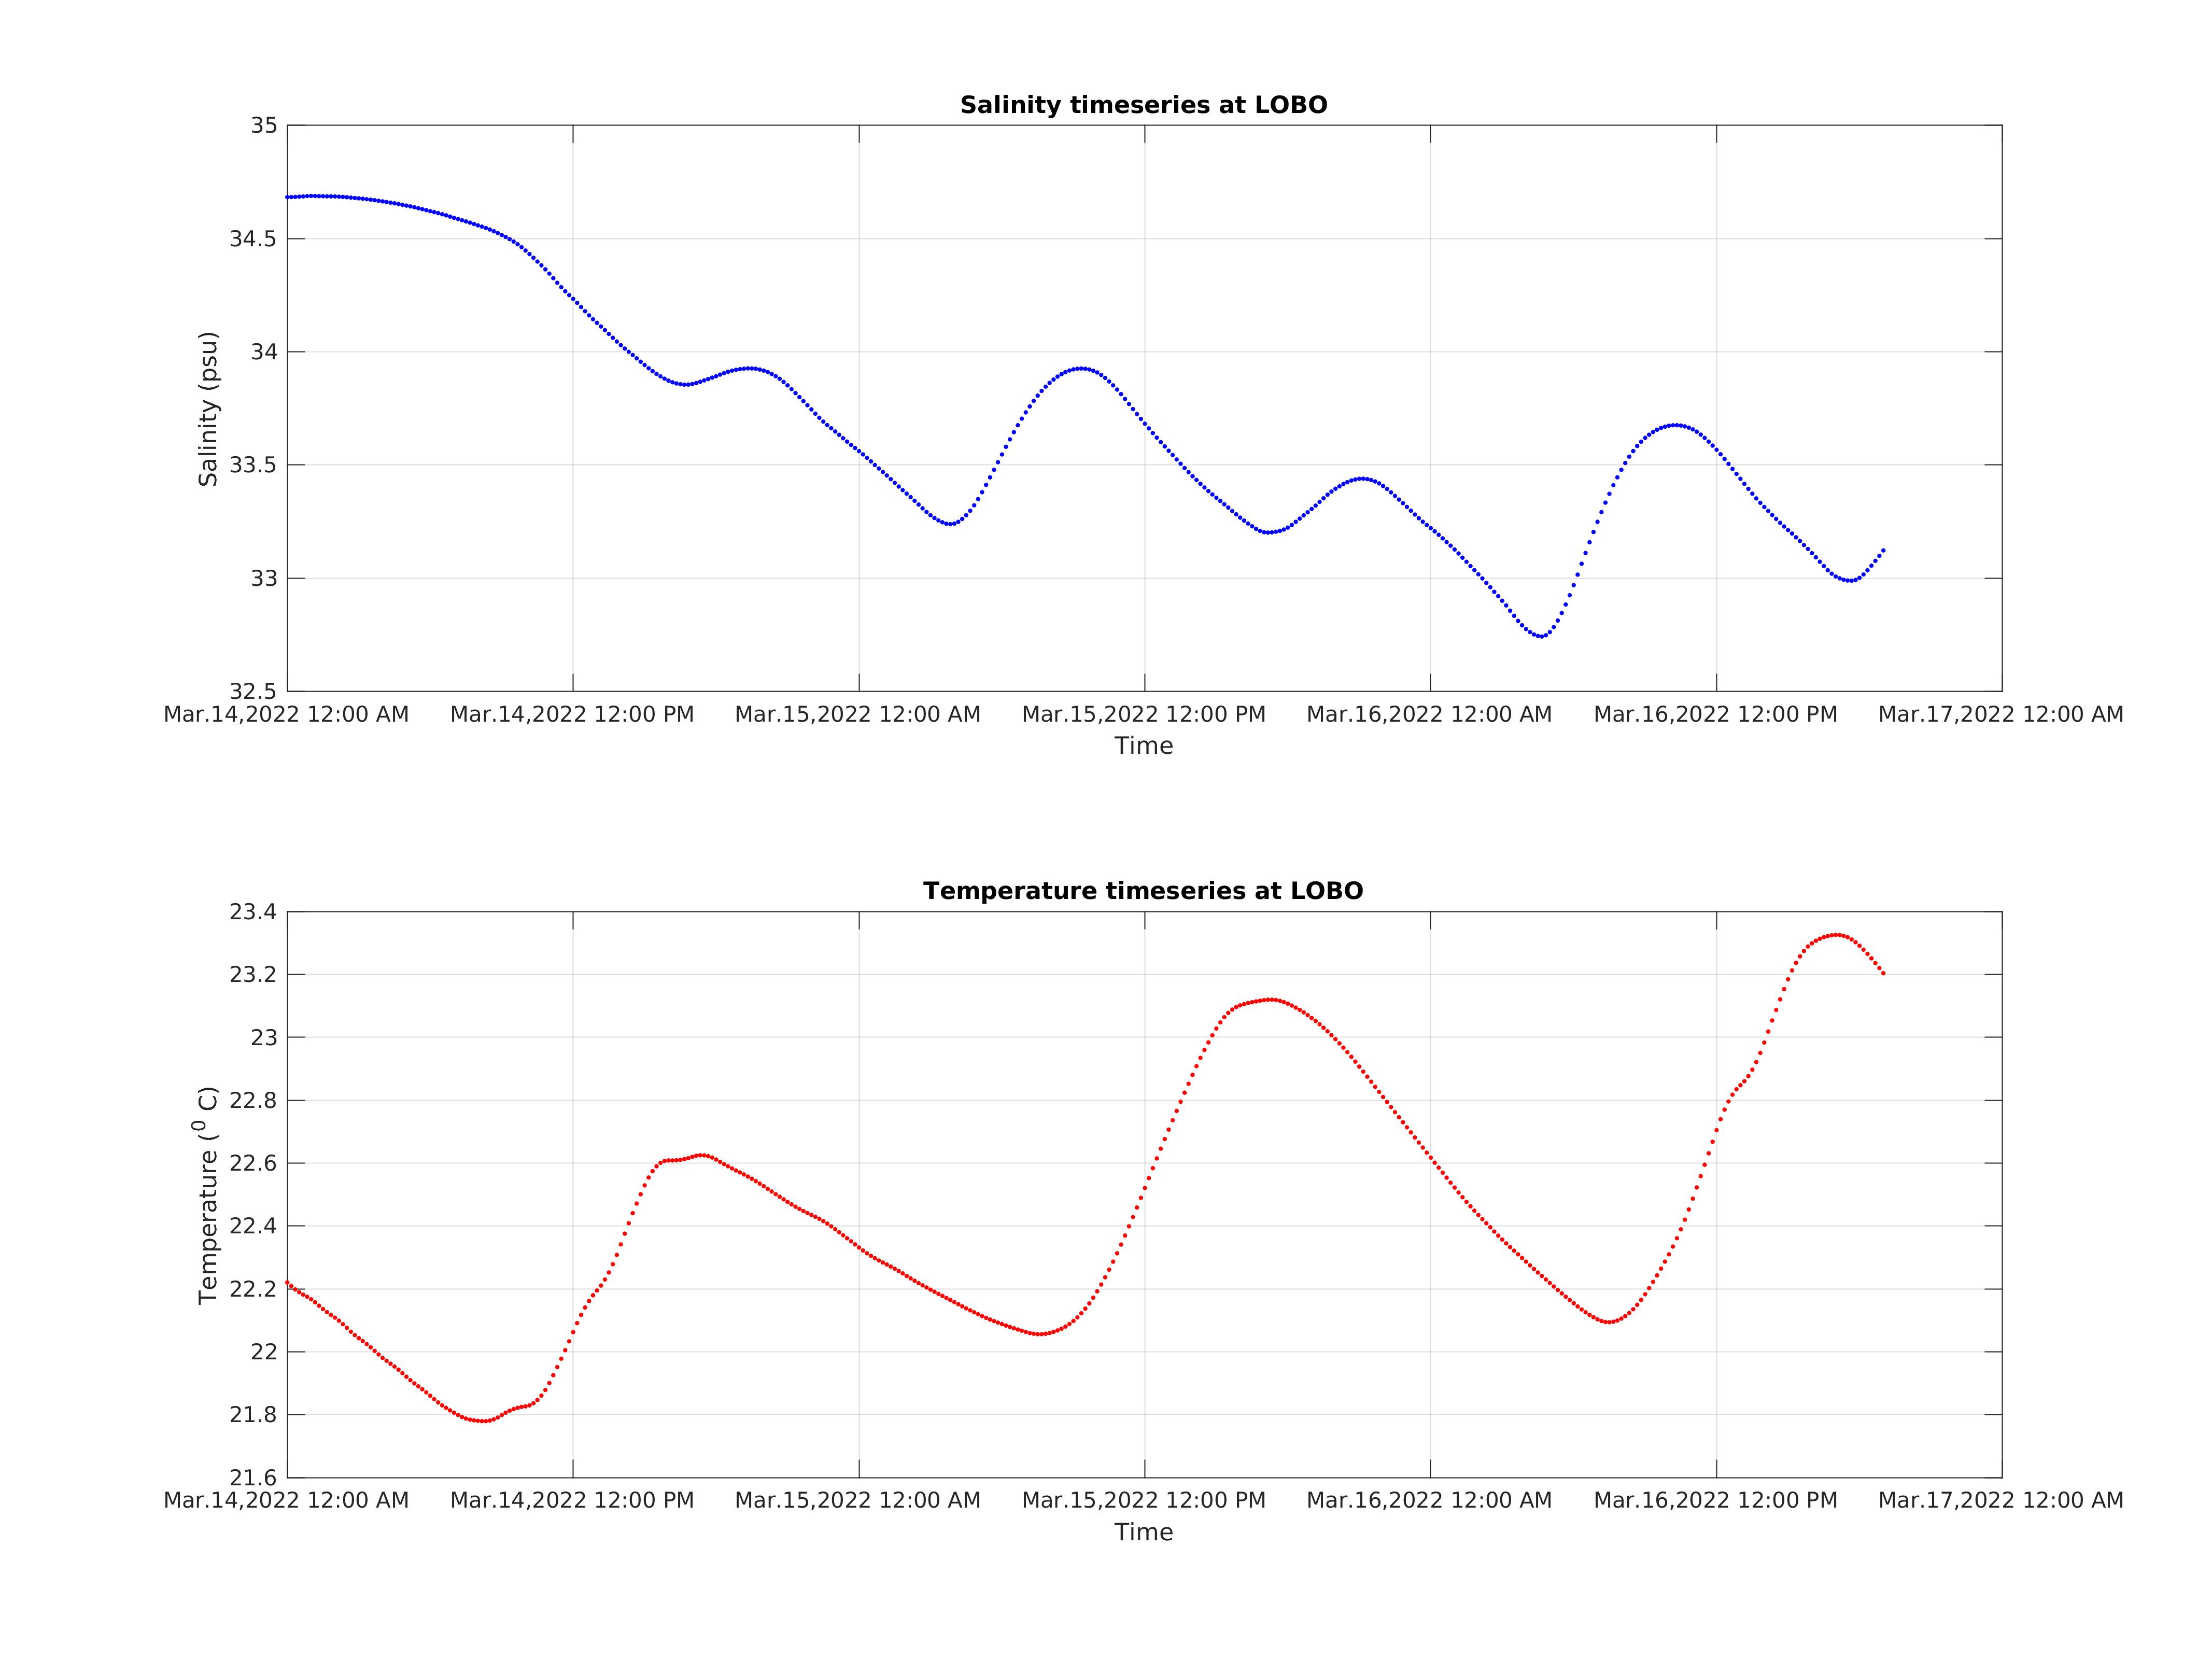 Salinity timeseries at LOBO
35
34.5
34
33.5
33
32.5
Salinity (psu)
Mar.14,2022 12:00 AM Mar.14,2022 12:00 PM Mar.15,2022 12:00 AM Mar.15,2022 12:00 PM Mar.16,2022 12:00 AM Mar.16,2022 12:00 PM Mar.17,2022 12:00 AM
Time
Temperature timeseries at LOBO
23.4
23.2
23
22.8
22.6
22.4
22.2
22
21.8
21.6
Temperature (⁰ C)
Mar.14,2022 12:00 AM Mar.14,2022 12:00 PM Mar.15,2022 12:00 AM Mar.15,2022 12:00 PM Mar.16,2022 12:00 AM Mar.16,2022 12:00 PM Mar.17,2022 12:00 AM
Time